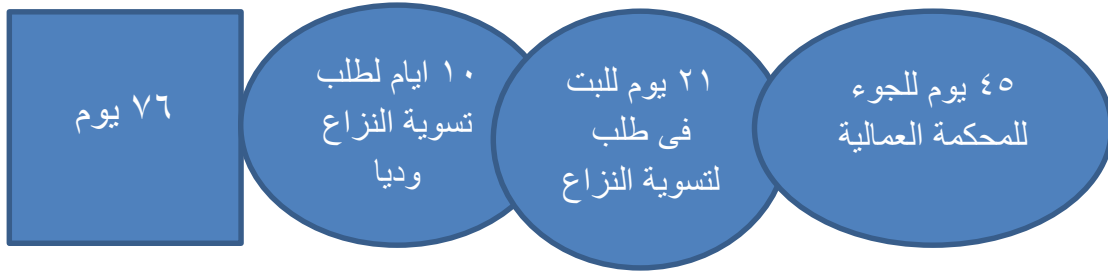 ٤٥ يوم للجوء
للمحكمة العمالية
٢١ يوم للبت
فى طلب
لتسوية النزاع
١٠ ايام لطلب
تسوية النزاع
وديا
٧٦ يوم